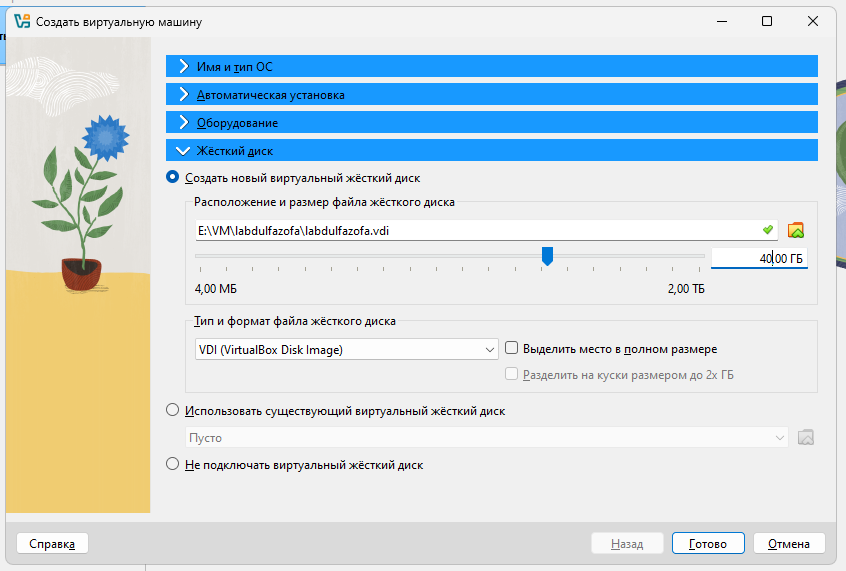 Создать виртуальную машину
Имя и тип ОС
Автоматическая установка
Оборудование
Жёсткий диск
Создать новый виртуальный жёсткий диск
Расположение и размер файла жёсткого диска
E:\VM\labdulfazofa\labdulfazofa.vdi
40,00 ГБ
4,00 МБ 2,00 ТБ
Тип и формат файла жёсткого диска
VDI (VirtualBox Disk Image) Выделить место в полном размере
Разделить на куски размером до 2х ГБ
Использовать существующий виртуальный жёсткий диск
Пусто
Не подключать виртуальный жёсткий диск
Справка Назад Готово Отмена